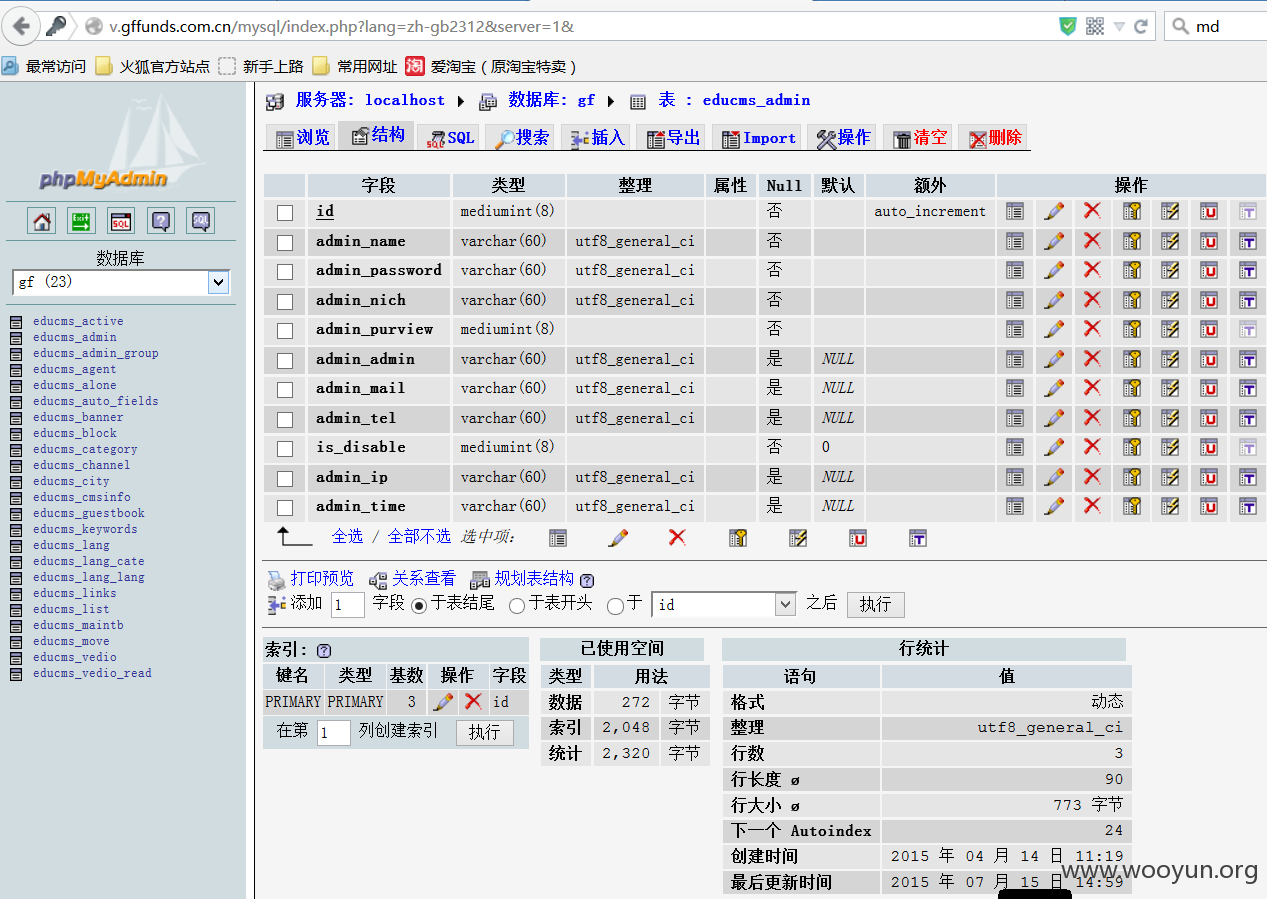 v.gffunds.com.cn/mysql/index.php?lang=zh-gb2312&server=1&
md
最常访问 火狐官方站点 新手上路 常用网址 淘 爱淘宝（原淘宝特卖）
phpMyAdmin
数据库
gf (23)
educms_active
educms_admin
educms_admin_group
educms_agent
educms_alone
educms_auto_fields
educms_banner
educms_block
educms_category
educms_channel
educms_city
educms_cmsinfo
educms_guestbook
educms_keywords
educms_lang
educms_lang_cate
educms_lang_lang
educms_links
educms_list
educms_maintb
educms_move
educms_vedio
educms_vedio_read
服务器: localhost 数据库: gf 表 : educms_admin
浏览 结构 SQL 搜索 插入 导出 Import 操作 清空 删除
字段 类型 整理 属性 Null 默认 额外 操作
id mediumint(8) 否 auto_increment
admin_name varchar(60) utf8_general_ci 否
admin_password varchar(60) utf8_general_ci 否
admin_nich varchar(60) utf8_general_ci 否
admin_purview mediumint(8) 否
admin_admin varchar(60) utf8_general_ci 是 NULL
admin_mail varchar(60) utf8_general_ci 是 NULL
admin_tel varchar(60) utf8_general_ci 是 NULL
is_disable mediumint(8) 否 0
admin_ip varchar(60) utf8_general_ci 是 NULL
admin_time varchar(60) utf8_general_ci 是 NULL
全选 / 全部不选 选中项:
打印预览 关系查看 规划表结构
添加 1 字段 于表结尾 于表开头 于 id 之后 执行
索引:
键名 类型 基数 操作 字段
PRIMARY PRIMARY 3 id
在第 1 列创建索引 执行
已使用空间
类型 用法
数据 272 字节
索引 2,048 字节
统计 2,320 字节
行统计
语句 值
格式 动态
整理 utf8_general_ci
行数 3
行长度 ø 90
行大小 ø 773 字节
下一个 Autoindex 24
创建时间 2015 年 04 月 14 日 11:19
最后更新时间 2015 年 07 月 15 日 14:59
www.wooyun.org